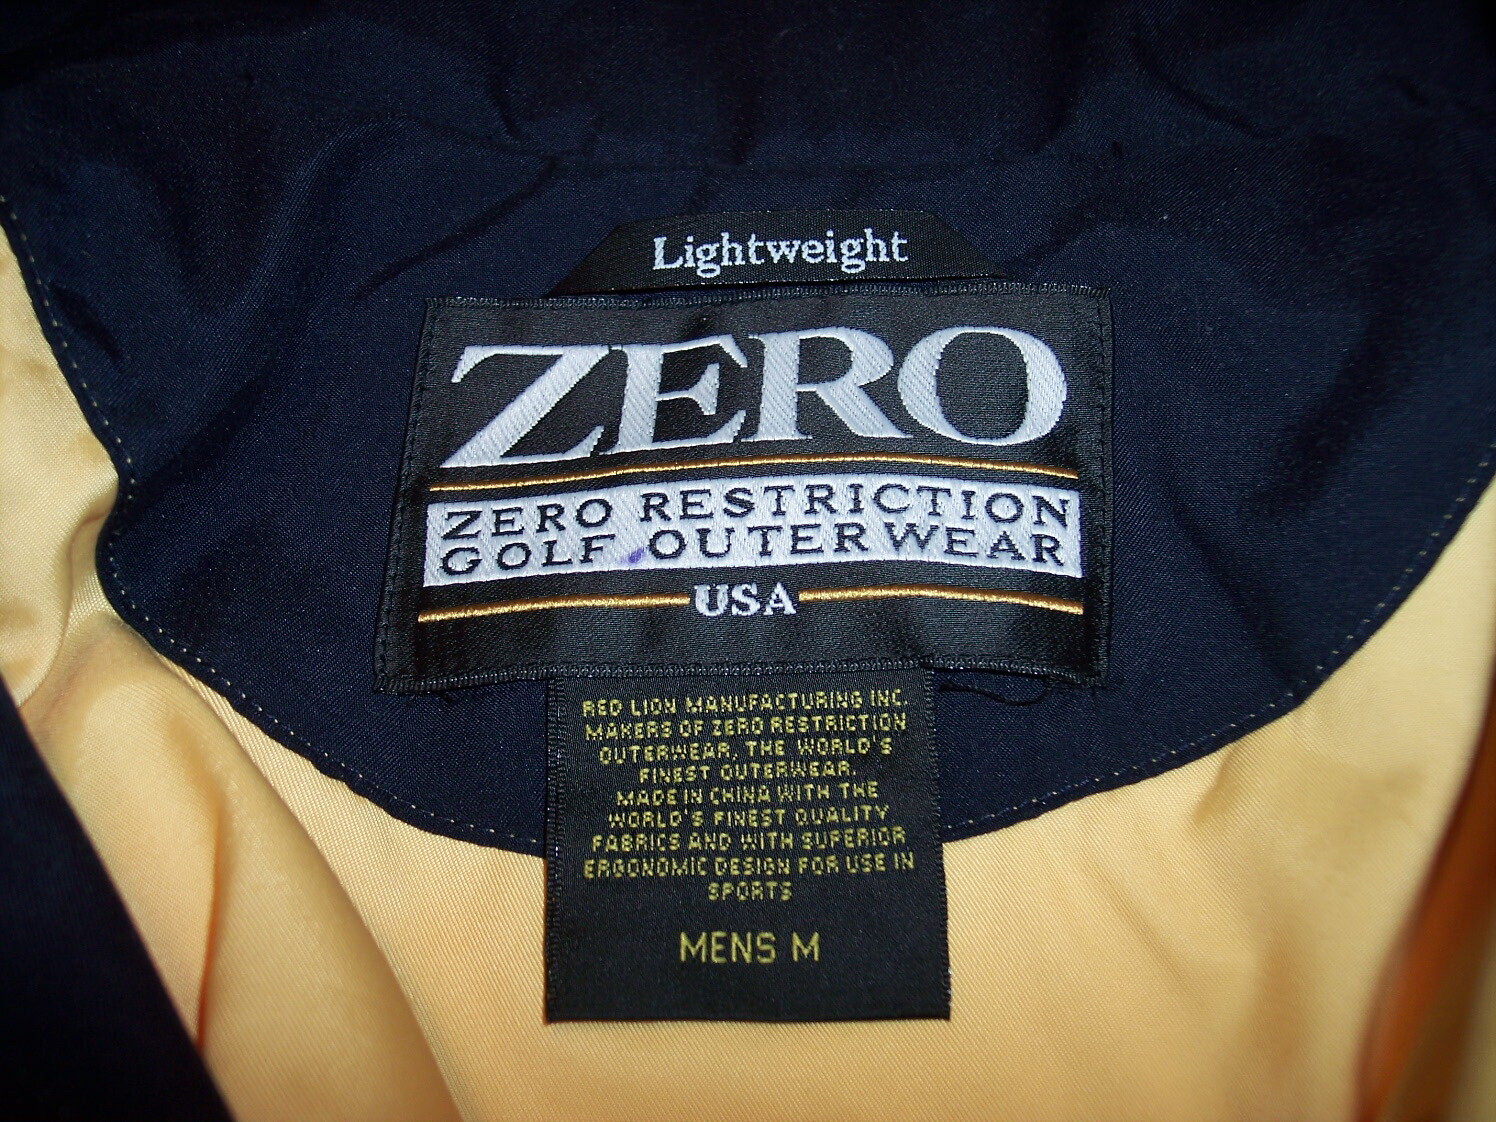 Lightweight
ZERO
ZERO RESTRICTION
GOLF OUTERWEAR
USA
RED LION MANUFACTURING INC.
MAKERS OF ZERO RESTRICTION
OUTERWEAR, THE WORLD'S
FINEST OUTERWEAR.
MADE IN CHINA WITH THE
WORLD'S FINEST QUALITY
FABRICS AND WITH SUPERIOR
ERGONOMIC DESIGN FOR USE IN
SPORTS
MENS M